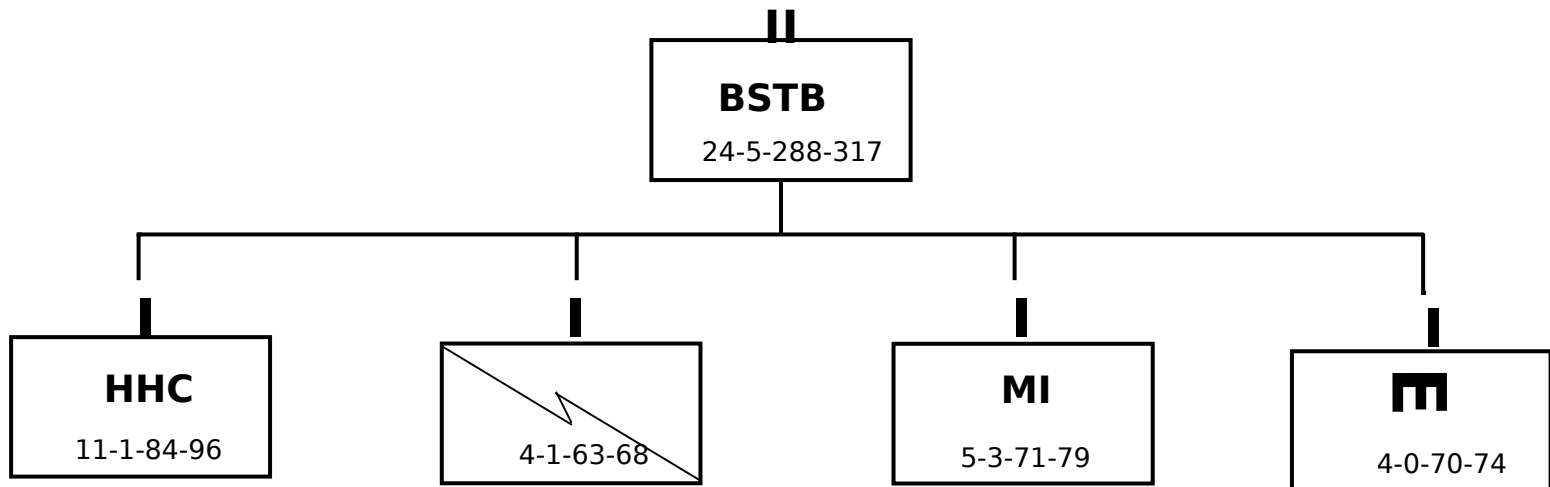 II
BSTB
24-5-288-317
I
I
I
I
HHC
11-1-84-96
4-1-63-68
MI
5-3-71-79
E
4-0-70-74